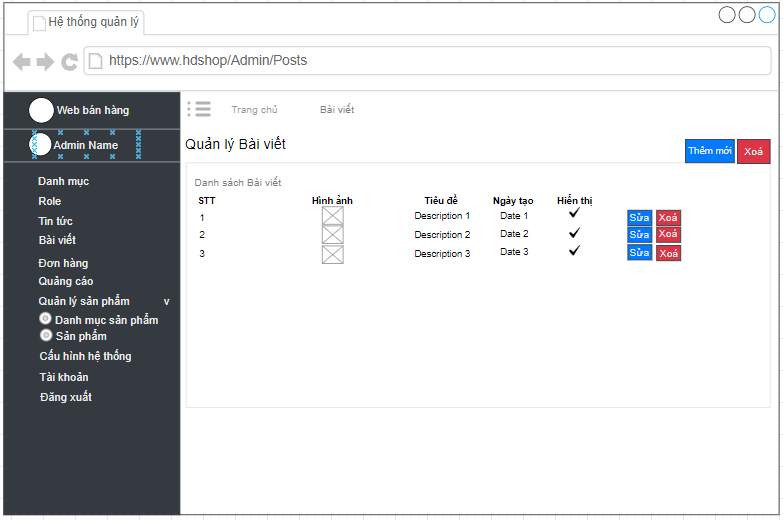 Hệ thống quản lý
https://www.hdshop/Admin/Posts
Web bán hàng
Trang chủ Bài viết
Admin Name
Quản lý Bài viết
Thêm mới Xoá
Danh mục
Role
Tin tức
Bài viết
Đơn hàng
Quảng cáo
Quản lý sản phẩm v
Danh mục sản phẩm
Sản phẩm
Cấu hình hệ thống
Tài khoản
Đăng xuất
Danh sách Bài viết
STT Hình ảnh Tiêu đề Ngày tạo Hiển thị
1 Description 1 Date 1 Sửa Xoá
2 Description 2 Date 2 Sửa Xoá
3 Description 3 Date 3 Sửa Xoá